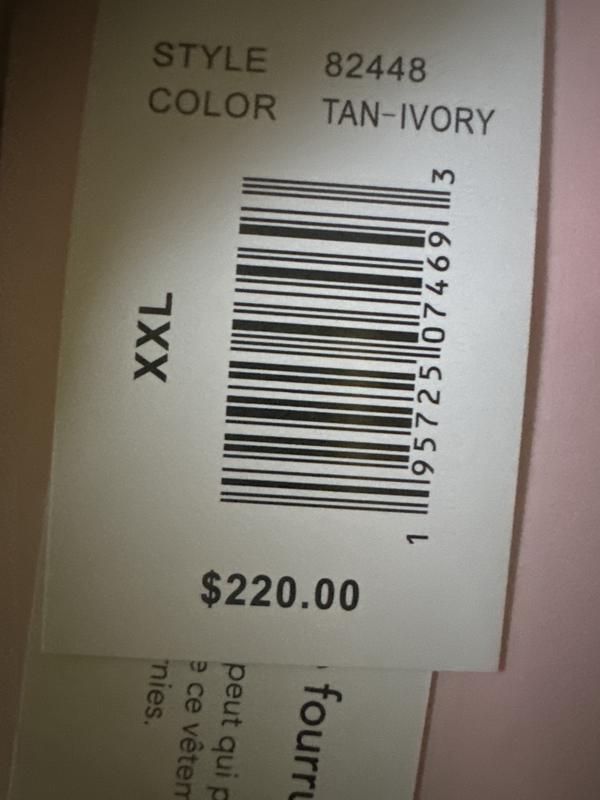 STYLE 82448
COLOR TAN-IVORY
XXL
1 95725 07469 3
$220.00
fourru
peut qui p
ce vêtem
nies.